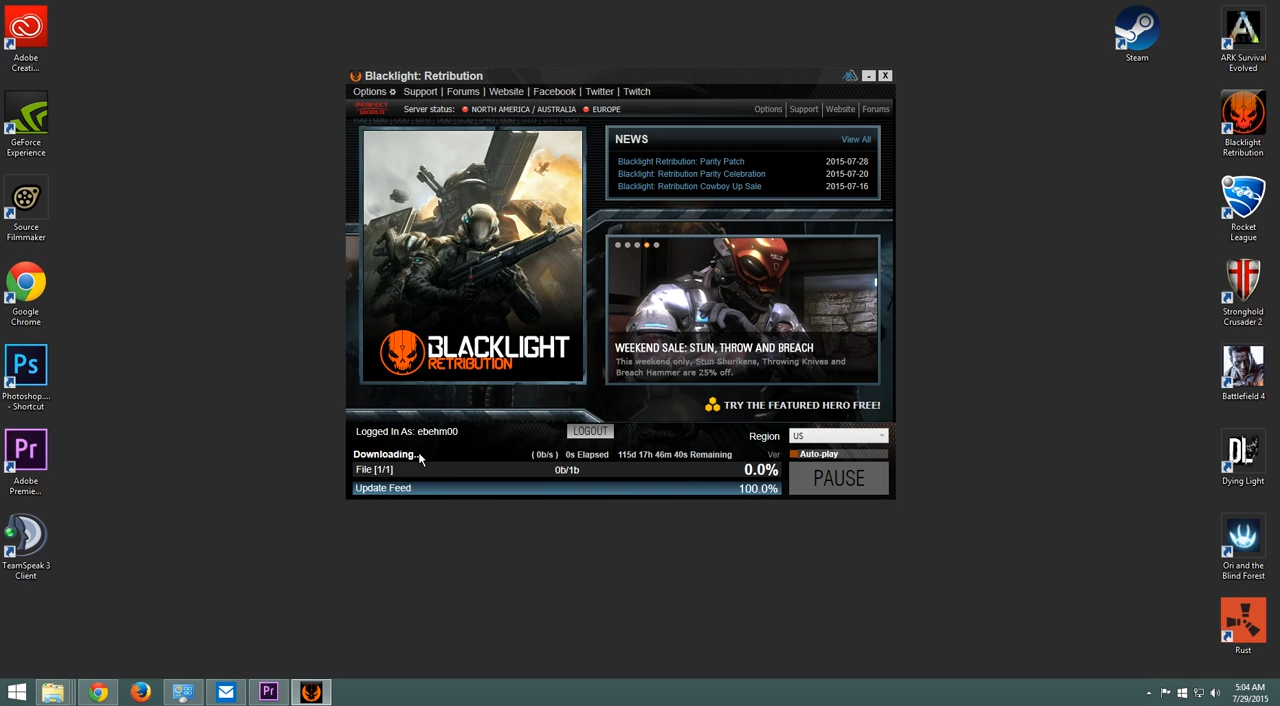 Adobe
Creati...
GeForce
Experience
Source
Filmmaker
Google
Chrome
Ps
Photoshop....
- Shortcut
Pr
Adobe
Premie...
TeamSpeak 3
Client
Steam
ARK Survival
Evolved
Blacklight
Retribution
Rocket
League
Stronghold
Crusader 2
Battlefield 4
DL
Dying Light
Ori and the
Blind Forest
Rust
Blacklight: Retribution
- X
Options Support | Forums | Website | Facebook | Twitter | Twitch
PERFECT WORLD
Server status: NORTH AMERICA / AUSTRALIA EUROPE
Options | Support | Website | Forums
NEWS View All
Blacklight Retribution: Parity Patch 2015-07-28
Blacklight: Retribution Parity Celebration 2015-07-20
Blacklight: Retribution Cowboy Up Sale 2015-07-16
BLACKLIGHT
RETRIBUTION
WEEKEND SALE: STUN, THROW AND BREACH
This weekend only, Stun Shurikens, Throwing Knives and
Breach Hammer are 25% off.
TRY THE FEATURED HERO FREE!
Logged In As: ebehm00 LOGOUT
Region US
Downloading... ( 0b/s ) 0s Elapsed 115d 17h 46m 40s Remaining Ver
Auto-play
File [1/1] 0b/1b 0.0%
PAUSE
Update Feed 100.0%
Pr
5:04 AM
7/29/2015